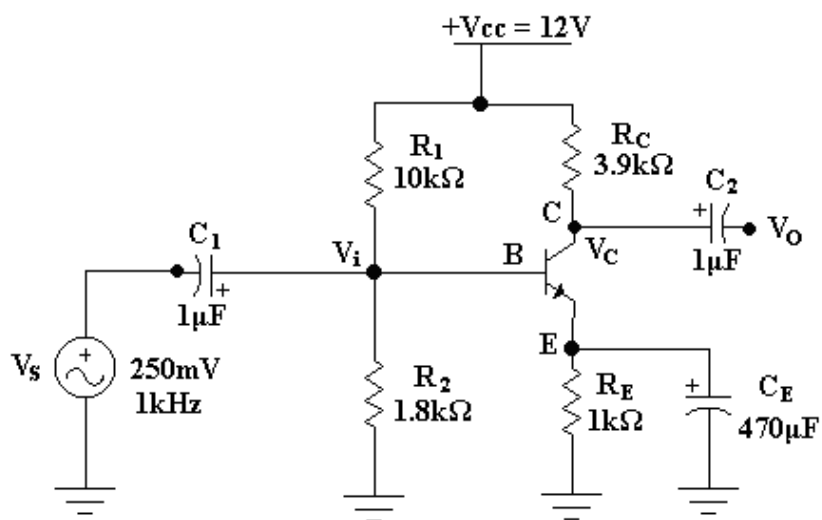 +Vcc = 12V
R1
10kΩ
RC
3.9kΩ
C2
+
1μF
VO
C
VC
C1
+
1μF
Vi
B
E
VS
+
250mV
1kHz
R2
1.8kΩ
RE
1kΩ
+
CE
470μF